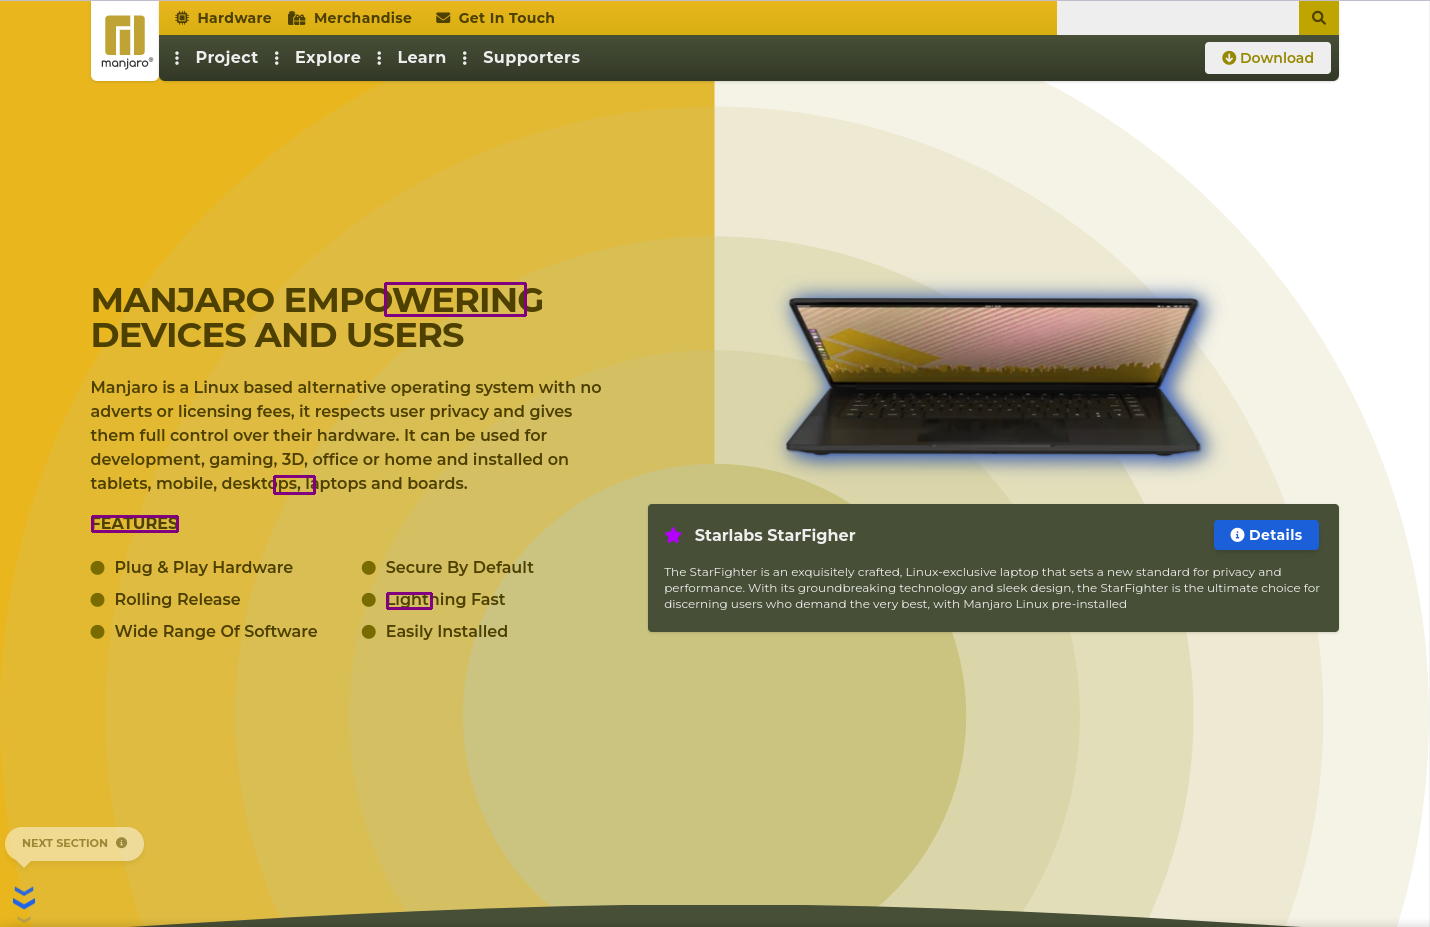 Hardware Merchandise Get In Touch
manjaro®
Project Explore Learn Supporters Download
MANJARO EMPOWERING
DEVICES AND USERS
Manjaro is a Linux based alternative operating system with no
adverts or licensing fees, it respects user privacy and gives
them full control over their hardware. It can be used for
development, gaming, 3D, office or home and installed on
tablets, mobile, desktops, laptops and boards.
FEATURES
Plug & Play Hardware
Rolling Release
Wide Range Of Software
Secure By Default
Lightning Fast
Easily Installed
Starlabs StarFigher
Details
The StarFighter is an exquisitely crafted, Linux-exclusive laptop that sets a new standard for privacy and
performance. With its groundbreaking technology and sleek design, the StarFighter is the ultimate choice for
discerning users who demand the very best, with Manjaro Linux pre-installed
NEXT SECTION